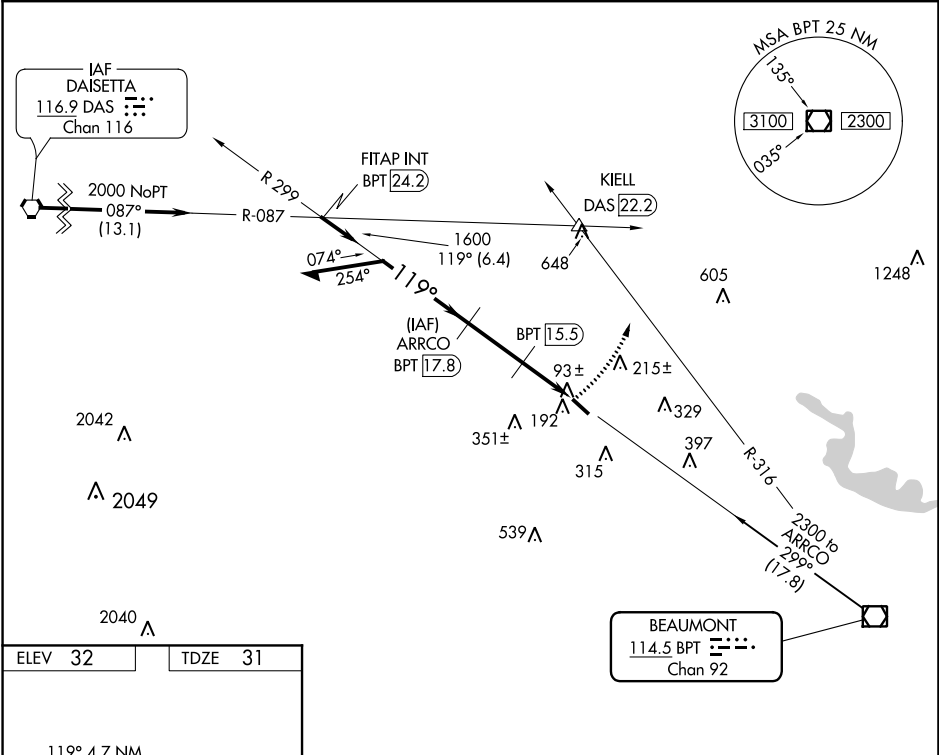 MSA BPT 25 NM
135°
3100
2300
035°
IAF
DAISETTA
116.9 DAS
Chan 116
2000 NoPT
087°
(13.1)
R-087
R 299
FITAP INT
BPT 24.2
KIELL
DAS 22.2
1600
119° (6.4)
648
074°
254°
119°
605
1248
(IAF)
ARRCO
BPT 17.8
BPT 15.5
93±
215±
192
351±
329
315
397
R-316
2042
2049
539
2300 to
ARRCO
299°
(17.8)
2040
BEAUMONT
114.5 BPT
Chan 92
ELEV 32
TDZE 31
119° 4.7 NM